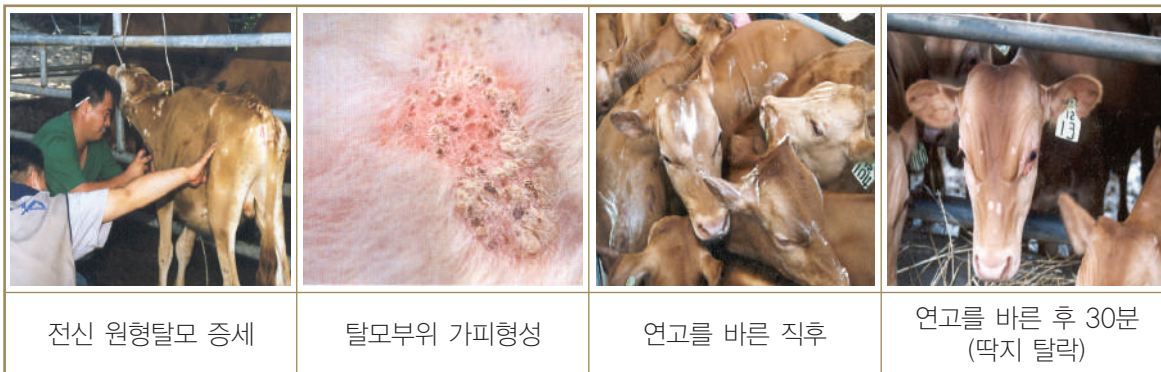 전신 원형탈모 증세
탈모부위 가피형성
연고를 바른 직후
연고를 바른 후 30분
(딱지 탈락)